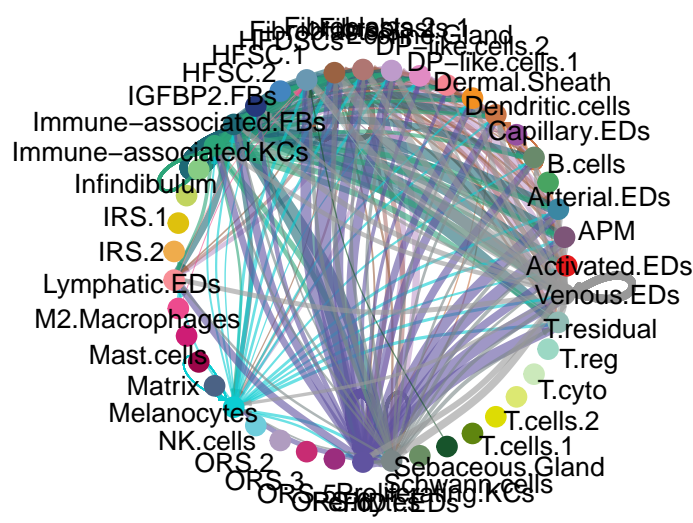 DP-like.cells.2
HFSC.1
DP-like.cells.1
HFSC.2
Dermal.Sheath
IGFBP2.FBs
Dendritic.cells
Immune-associated.FBs
Capillary.EDs
Immune-associated.KCs
B.cells
Infindibulum
Arterial.EDs
IRS.1
APM
IRS.2
Activated.EDs
Lymphatic.EDs
Venous.EDs
M2.Macrophages
T.residual
Mast.cells
T.reg
Matrix
T.cyto
Melanocytes
T.cells.2
NK.cells
T.cells.1
ORS.2
Sebaceous.Gland
ORS.3
Schwann.cells
Proliferating.KCs